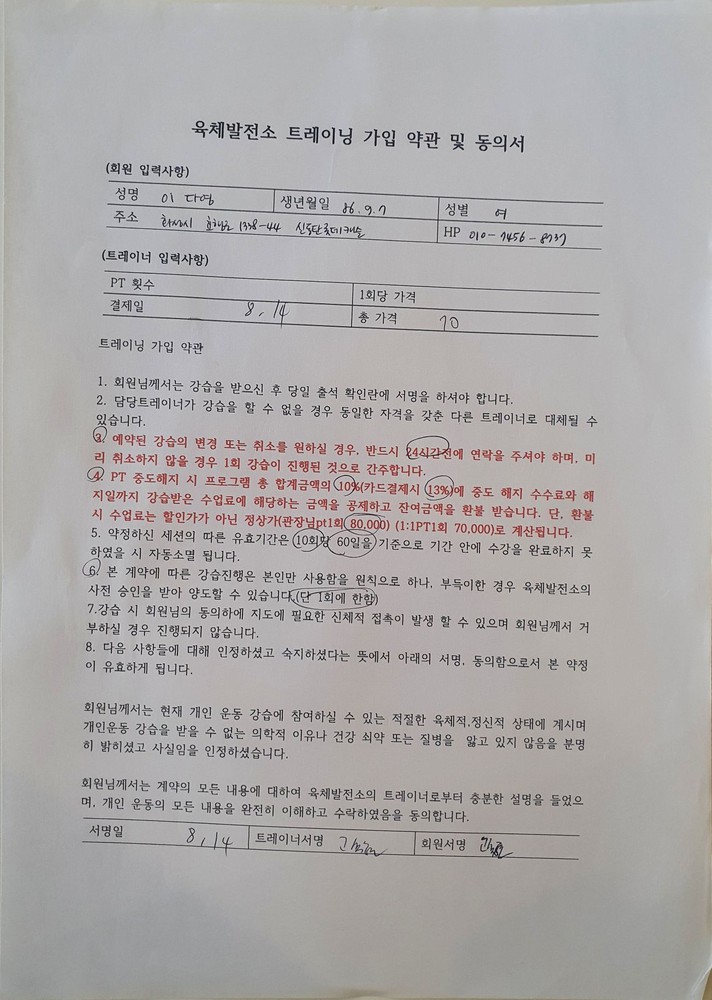 육체발전소 트레이닝 가입 약관 및 동의서
(회원 입력사항)
성명 이다영 생년월일 86.9.7 성별 여
주소 화성시 1338-44 HP 010-7456-8737
(트레이너 입력사항)
PT 횟수 1회당 가격
결제일 8, 14 총 가격 70
트레이닝 가입 약관
1. 회원님께서는 강습을 받으신 후 당일 출석 확인란에 서명을 하셔야 합니다.
2. 담당트레이너가 강습을 할 수 없을 경우 동일한 자격을 갖춘 다른 트레이너로 대체될 수
있습니다.
3. 예약된 강습의 변경 또는 취소를 원하실 경우, 반드시 24시간전에 연락을 주셔야 하며, 미
리 취소하지 않을 경우 1회 강습이 진행된 것으로 간주합니다.
4. PT 중도해지 시 프로그램 총 합계금액의 10%(카드결제시 13%)에 중도 해지 수수료와 해
지일까지 강습받은 수업료에 해당하는 금액을 공제하고 잔여금액을 환불 받습니다. 단, 환불
시 수업료는 할인가가 아닌 정상가(관장님pt1회 80,000) (1:1PT1회 70,000)로 계산됩니다.
5. 약정하신 세션의 따른 유효기간은 10회당 60일을 기준으로 기간 안에 수강을 완료하지 못
하였을 시 자동소멸 됩니다.
6. 본 계약에 따른 강습진행은 본인만 사용함을 원칙으로 하나, 부득이한 경우 육체발전소의
사전 승인을 받아 양도할 수 있습니다.(단 1회에 한함)
7.강습 시 회원님의 동의하에 지도에 필요한 신체적 접촉이 발생 할 수 있으며 회원님께서 거
부하실 경우 진행되지 않습니다.
8. 다음 사항들에 대해 인정하셨고 숙지하셨다는 뜻에서 아래의 서명, 동의함으로서 본 약정
이 유효하게 됩니다.
회원님께서는 현재 개인 운동 강습에 참여하실 수 있는 적절한 육체적,정신적 상태에 계시며
개인운동 강습을 받을 수 없는 의학적 이유나 건강 쇠약 또는 질병을 앓고 있지 않음을 분명
히 밝히셨고 사실임을 인정하셨습니다.
회원님께서는 계약의 모든 내용에 대하여 육체발전소의 트레이너로부터 충분한 설명을 들었으
며, 개인 운동의 모든 내용을 완전히 이해하고 수락하였음을 동의합니다.
서명일 8, 14 트레이너서명 회원서명